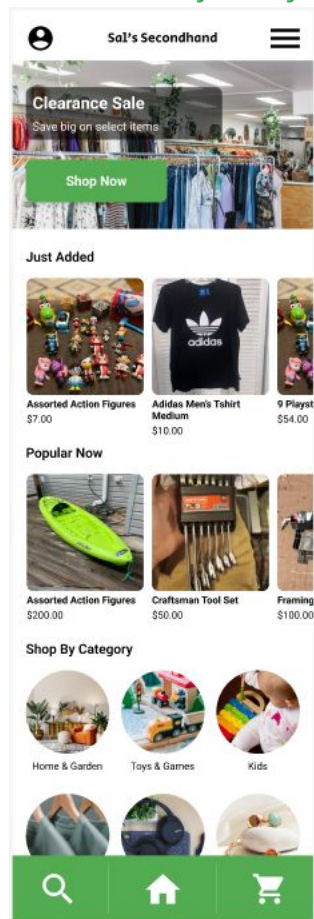 Sal's Secondhand
Clearance Sale
Save big on select items
Shop Now
Just Added
adidas
Assorted Action Figures
$7.00
Adidas Men's Tshirt
Medium
$10.00
9 Playst
$54.00
Popular Now
Assorted Action Figures
$200.00
Craftsman Tool Set
$50.00
Framing
$100.00
Shop By Category
Home & Garden
Toys & Games
Kids